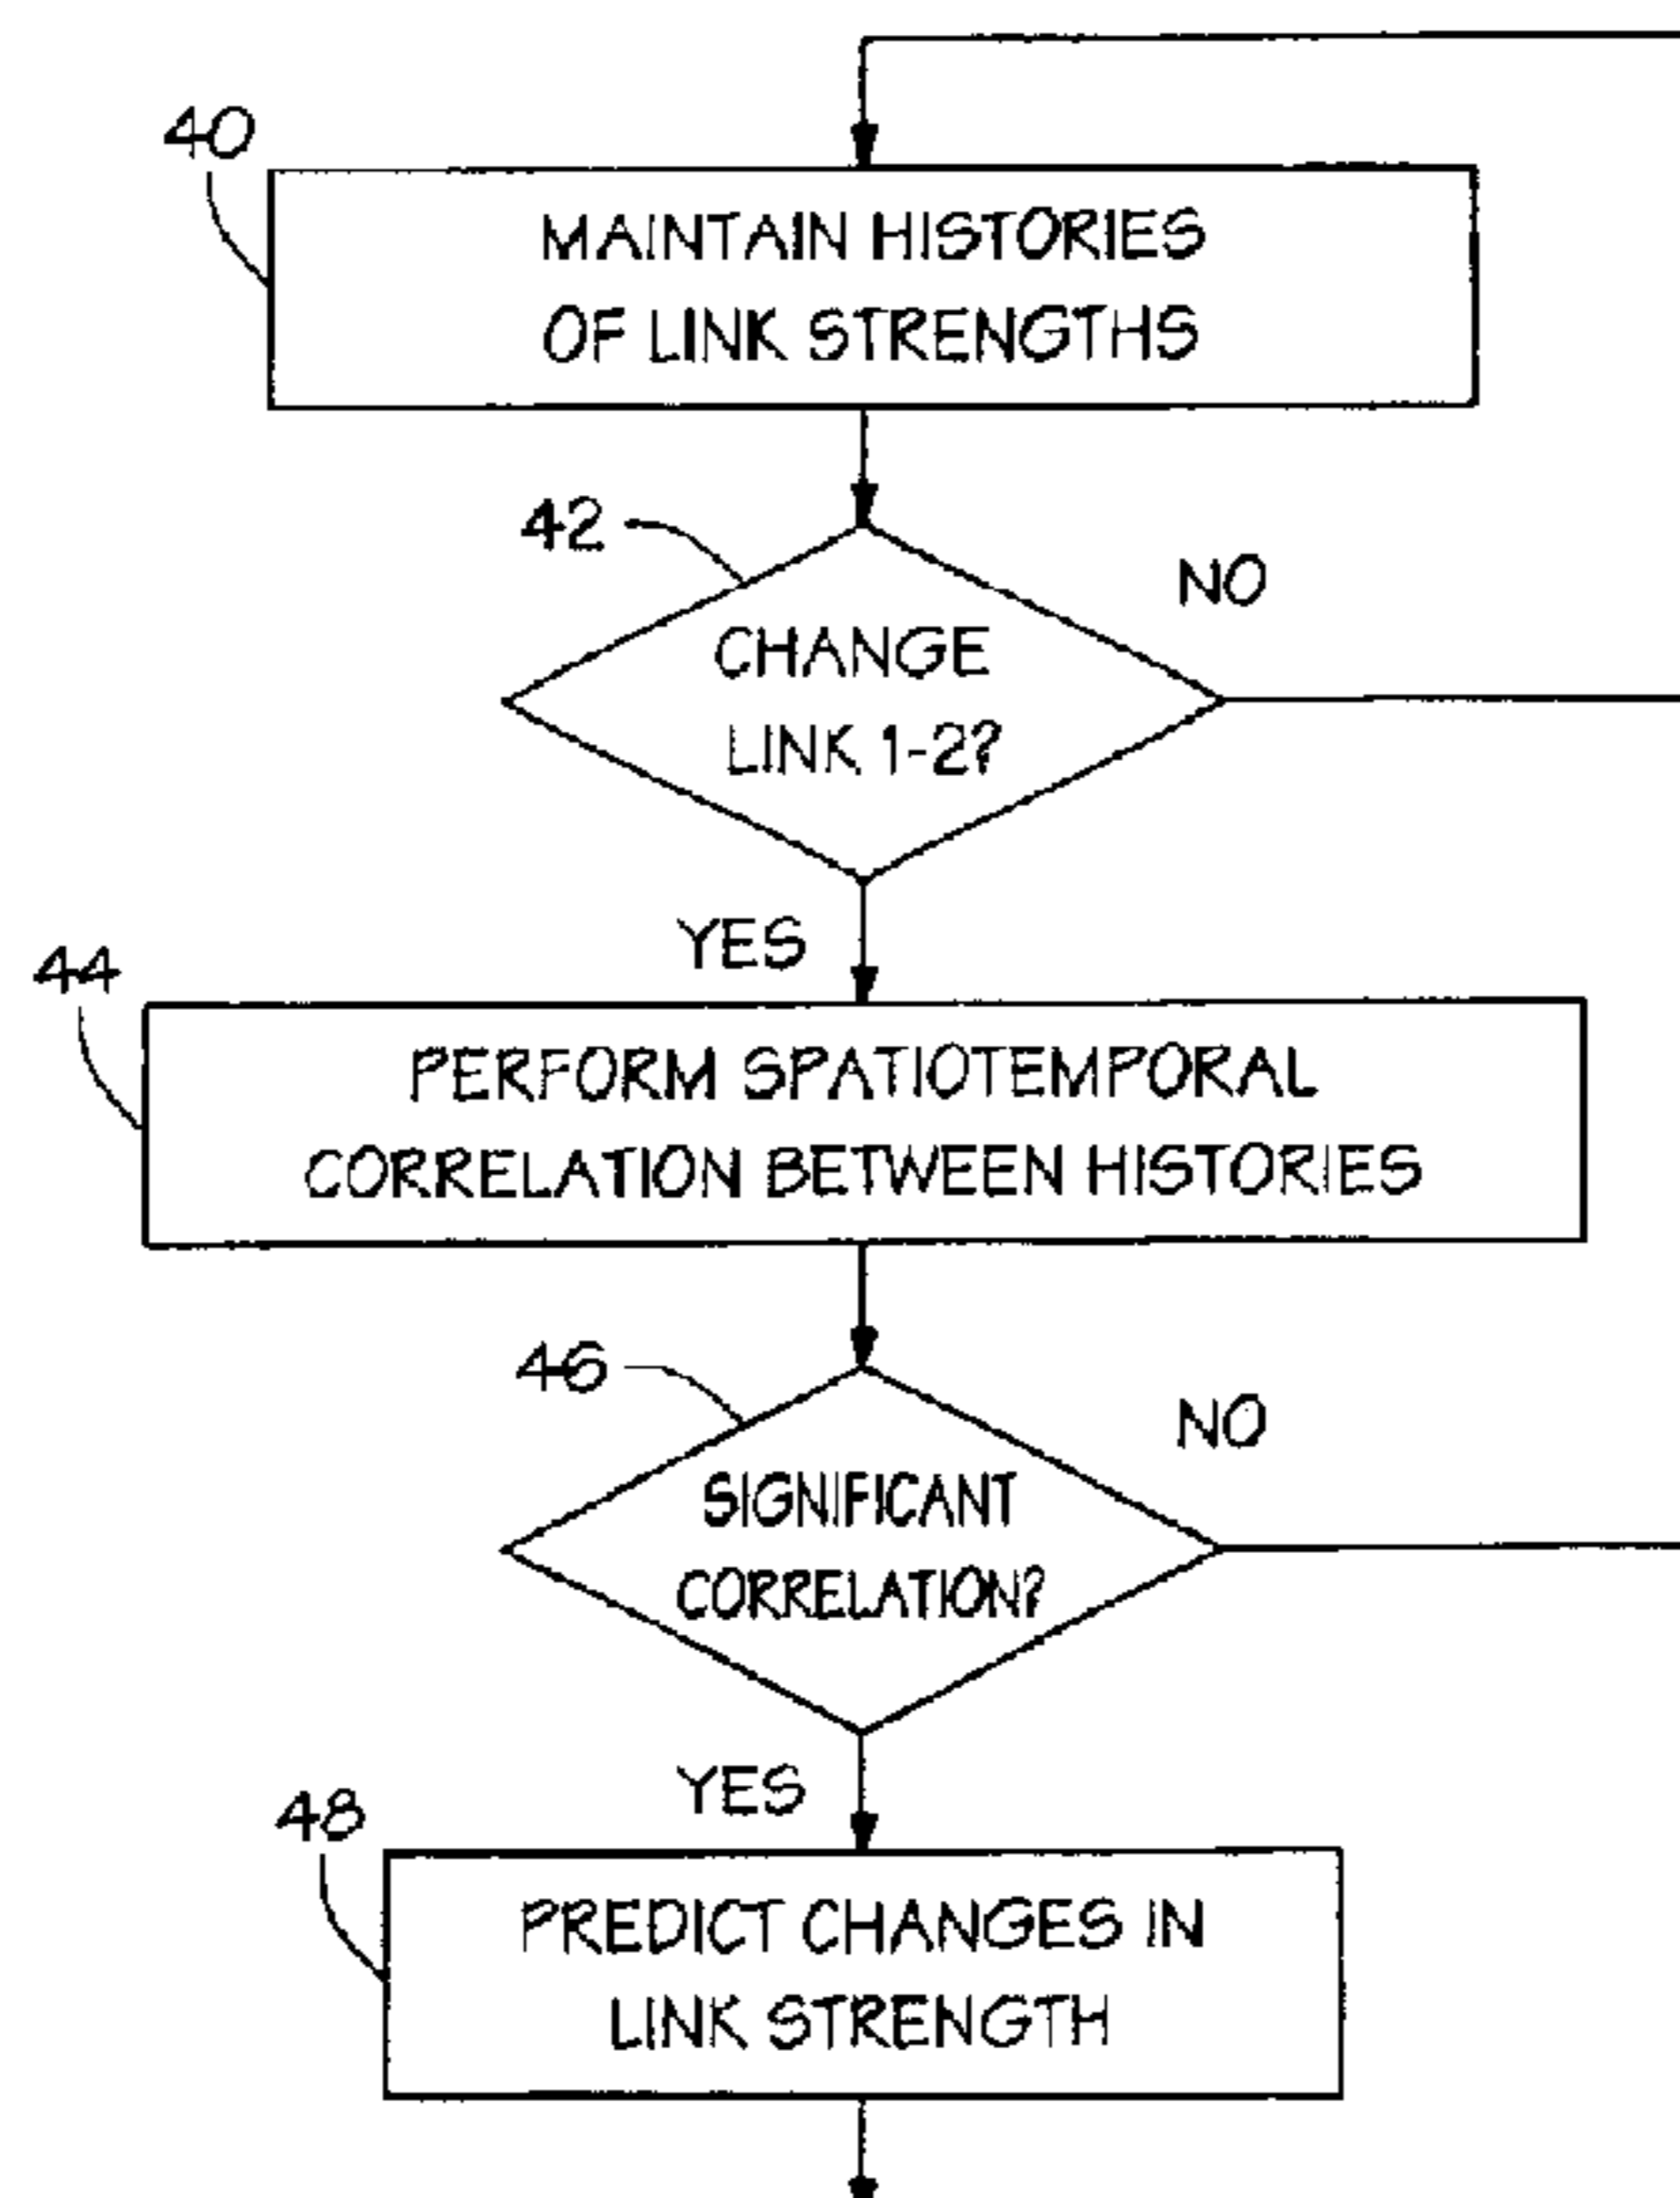 40
MAINTAIN HISTORIES
OF LINK STRENGTHS
42
NO
CHANGE
LINK 1-2?
YES
44
PERFORM SPATIOTEMPORAL
CORRELATION BETWEEN HISTORIES
46
NO
SIGNIFICANT
CORRELATION?
YES
48
PREDICT CHANGES IN
LINK STRENGTH